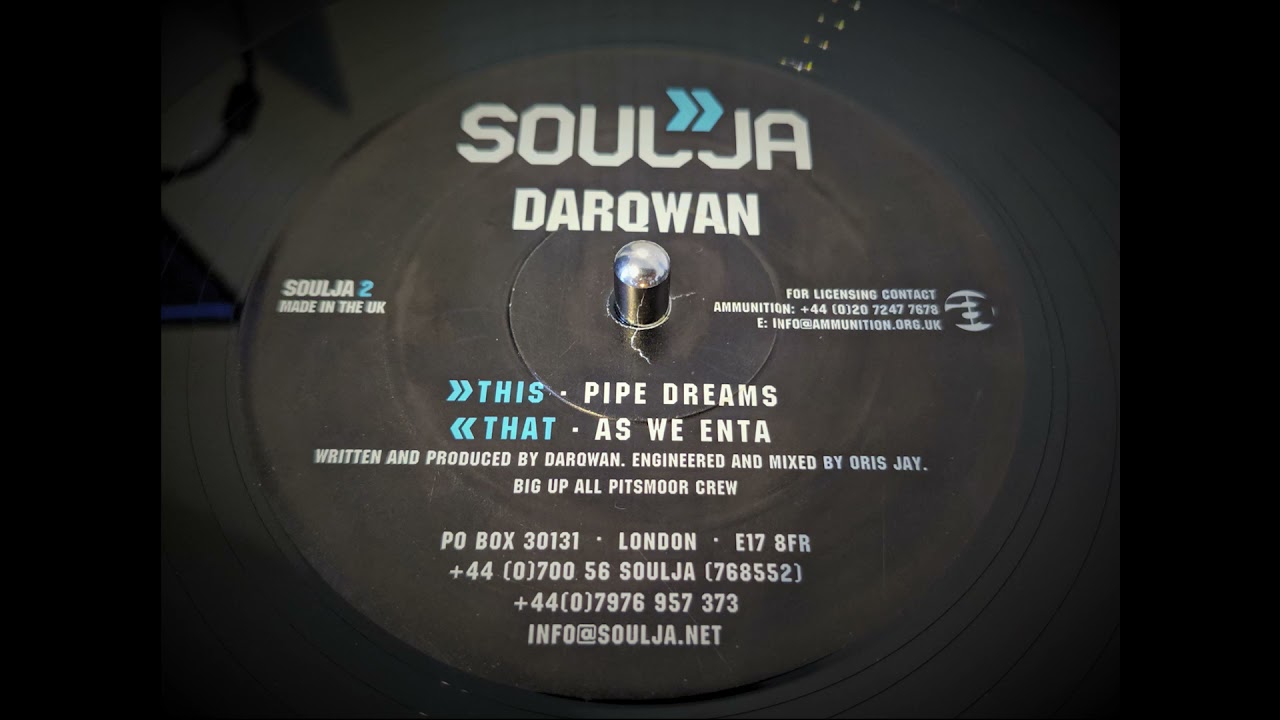 SOUL»JA
DARQWAN
SOULJA 2
MADE IN THE UK
FOR LICENSING CONTACT
AMMUNITION: +44 (0)20 7247 7678
E: INFO@AMMUNITION.ORG.UK
»THIS · PIPE DREAMS
«THAT · AS WE ENTA
WRITTEN AND PRODUCED BY DARQWAN. ENGINEERED AND MIXED BY ORIS JAY.
BIG UP ALL PITSMOOR CREW
PO BOX 30131 · LONDON · E17 8FR
+44 (0)700 56 SOULJA (768552)
+44(0)7976 957 373
INFO@SOULJA.NET